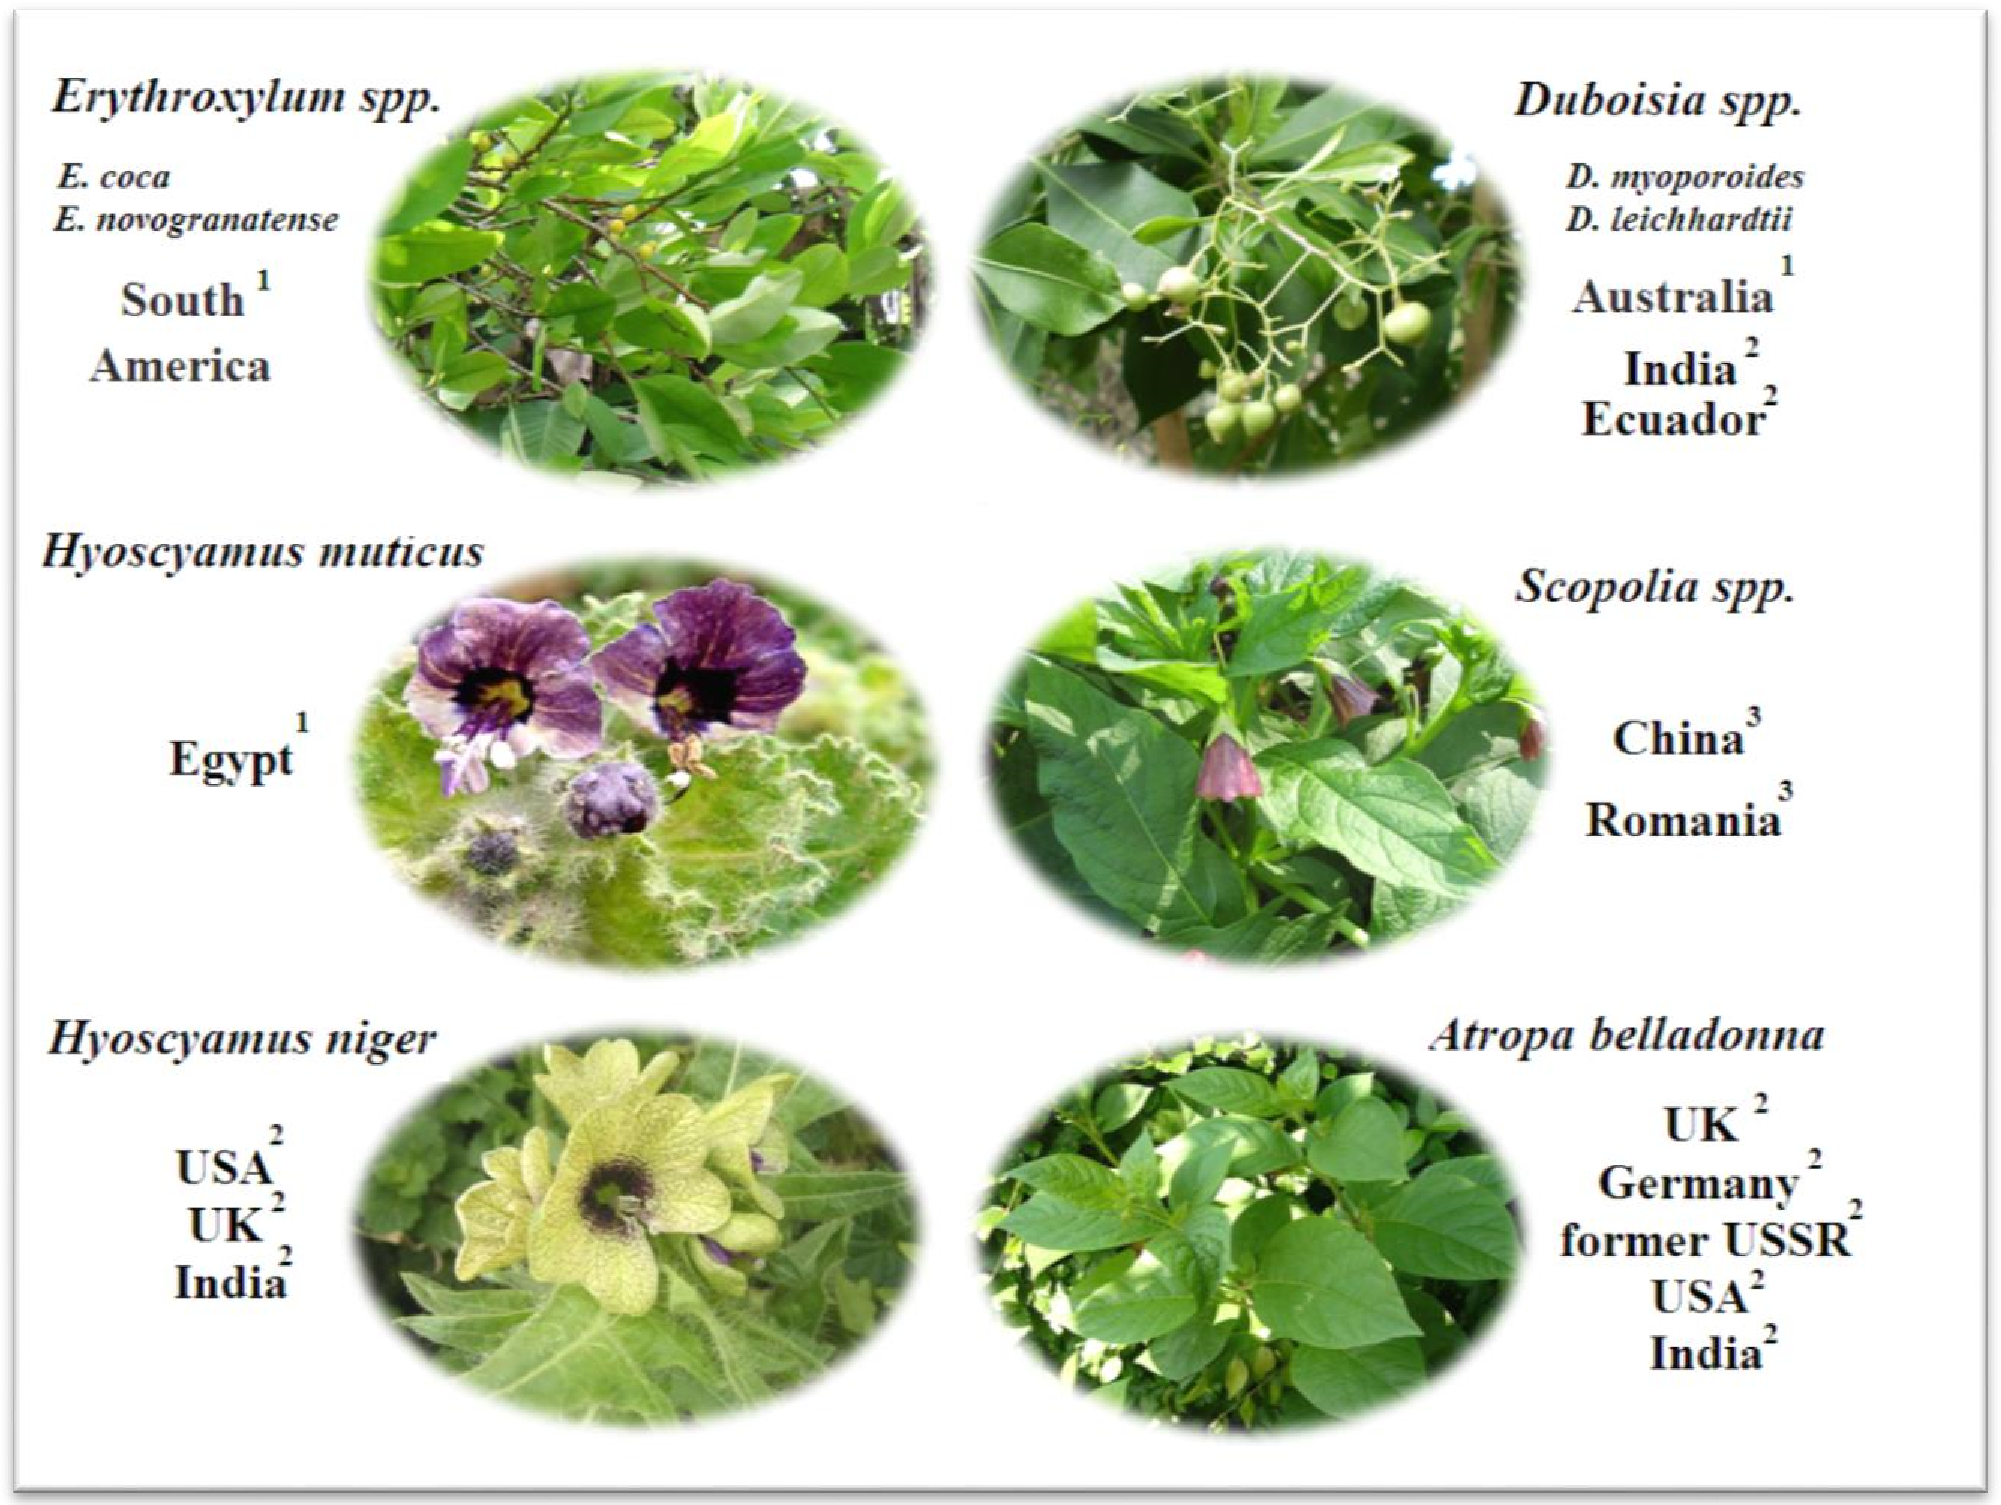 Erythroxylum spp.
E. coca
E. novogranatense
South 1
America
Duboisia spp.
D. myoporoides
D. leichhardtii
Australia 1
India 2
Ecuador 2
Hyoscyamus muticus
Egypt 1
Scopolia spp.
China 3
Romania 3
Hyoscyamus niger
USA 2
UK 2
India 2
Atropa belladonna
UK 2
Germany 2
former USSR 2
USA 2
India 2